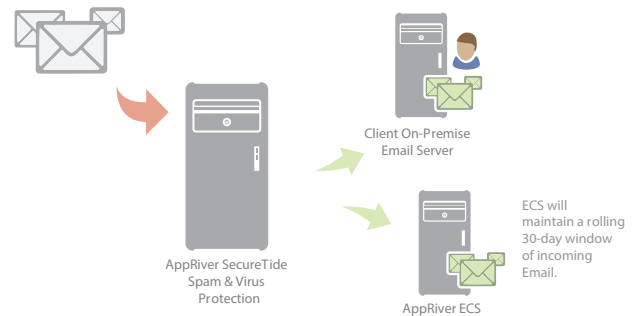 Client On-Premise
Email Server
AppRiver SecureTide
Spam & Virus
Protection
ECS will
maintain a rolling
30-day window
of incoming
Email.
AppRiver ECS